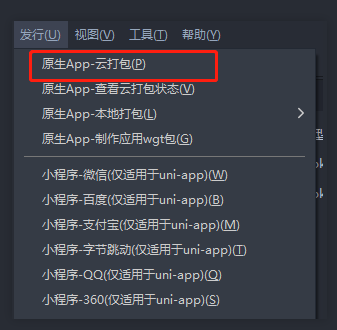 发行(U) 视图(V) 工具(T) 帮助(Y)
原生App-云打包(P)
原生App-查看云打包状态(V)
原生App-本地打包(L)
原生App-制作应用wgt包(G)
小程序-微信(仅适用于uni-app)(W)
小程序-百度(仅适用于uni-app)(B)
小程序-支付宝(仅适用于uni-app)(M)
小程序-字节跳动(仅适用于uni-app)(T)
小程序-QQ(仅适用于uni-app)(Q)
小程序-360(仅适用于uni-app)(S)
型